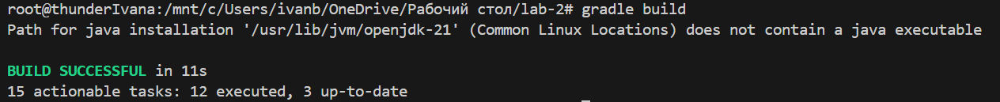 root@thunderIvana:/mnt/c/Users/ivanb/OneDrive/Рабочий стол/lab-2# gradle build
Path for java installation '/usr/lib/jvm/openjdk-21' (Common Linux Locations) does not contain a java executable
BUILD SUCCESSFUL in 11s
15 actionable tasks: 12 executed, 3 up-to-date